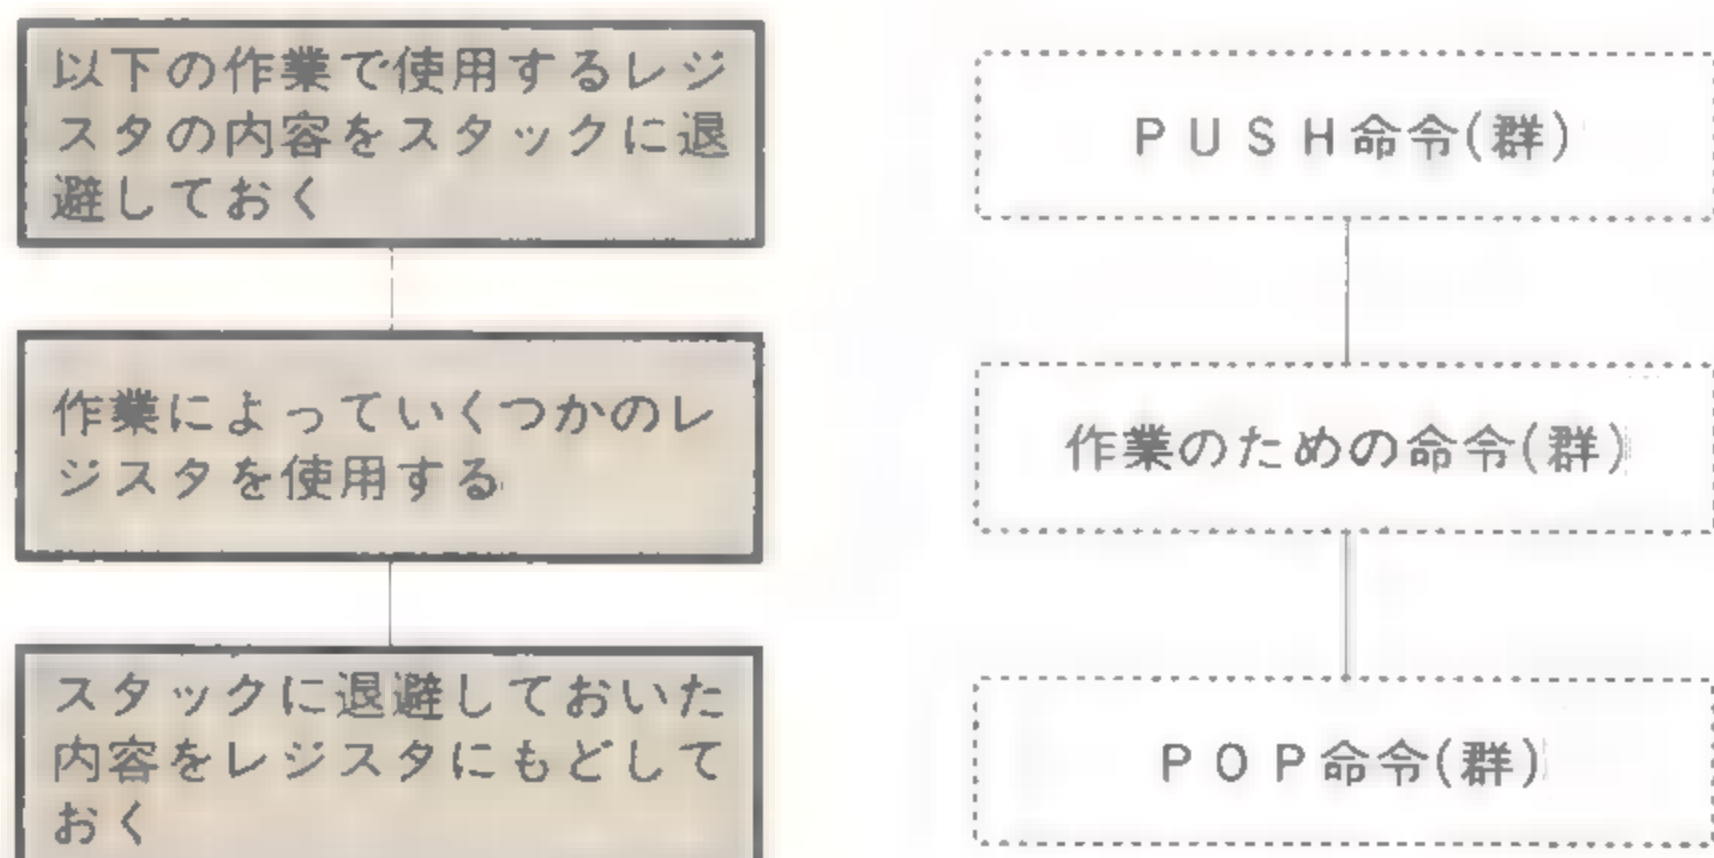 以下の作業で使用するレジ
スタの内容をスタックに退
避しておく
PUSH命令(群)
作業によっていくつかのレ
ジスタを使用する
作業のための命令(群)
スタックに退避しておいた
内容をレジスタにもどして
おく
POP命令(群)